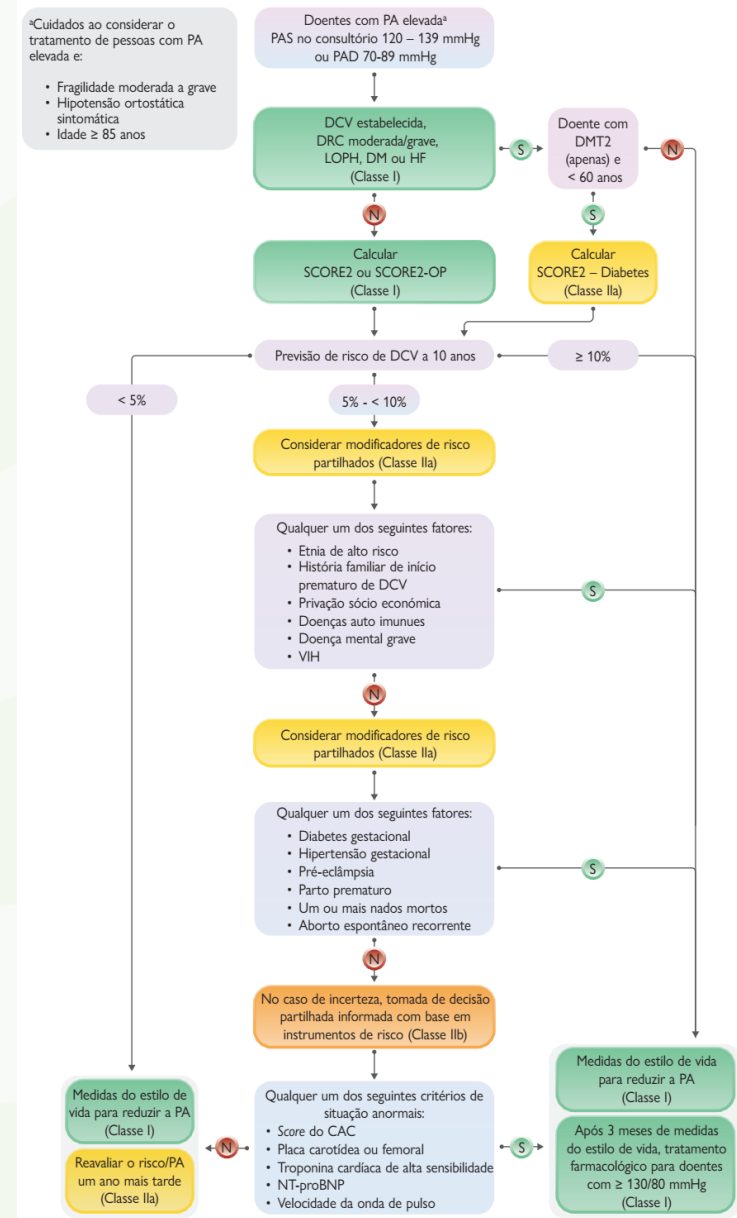 ªCuidados ao considerar o
tratamento de pessoas com PA
elevada e:
• Fragilidade moderada a grave
• Hipotensão ortostática
sintomática
• Idade ≥ 85 anos
Doentes com PA elevadaª
PAS no consultório 120 – 139 mmHg
ou PAD 70-89 mmHg
DCV estabelecida,
DRC moderada/grave,
LOPH, DM ou HF
(Classe I)
S
Doente com
DMT2
(apenas) e
< 60 anos
N
N
S
Calcular
SCORE2 ou SCORE2-OP
(Classe I)
Calcular
SCORE2 – Diabetes
(Classe IIa)
Previsão de risco de DCV a 10 anos
≥ 10%
< 5%
5% - < 10%
Considerar modificadores de risco
partilhados (Classe IIa)
Qualquer um dos seguintes fatores:
• Etnia de alto risco
• História familiar de início
prematuro de DCV
• Privação sócio económica
• Doenças auto imunues
• Doença mental grave
• VIH
S
N
Considerar modificadores de risco
partilhados (Classe IIa)
Qualquer um dos seguintes fatores:
• Diabetes gestacional
• Hipertensão gestacional
• Pré-eclâmpsia
• Parto prematuro
• Um ou mais nados mortos
• Aborto espontâneo recorrente
S
N
No caso de incerteza, tomada de decisão
partilhada informada com base em
instrumentos de risco (Classe IIb)
Qualquer um dos seguintes critérios de
situação anormais:
• Score do CAC
• Placa carotídea ou femoral
• Troponina cardíaca de alta sensibilidade
• NT-proBNP
• Velocidade da onda de pulso
N
S
Medidas do estilo de
vida para reduzir a PA
(Classe I)
Reavaliar o risco/PA
um ano mais tarde
(Classe IIa)
Medidas do estilo de vida
para reduzir a PA
(Classe I)
Após 3 meses de medidas
do estilo de vida, tratamento
farmacológico para doentes
com ≥ 130/80 mmHg
(Classe I)